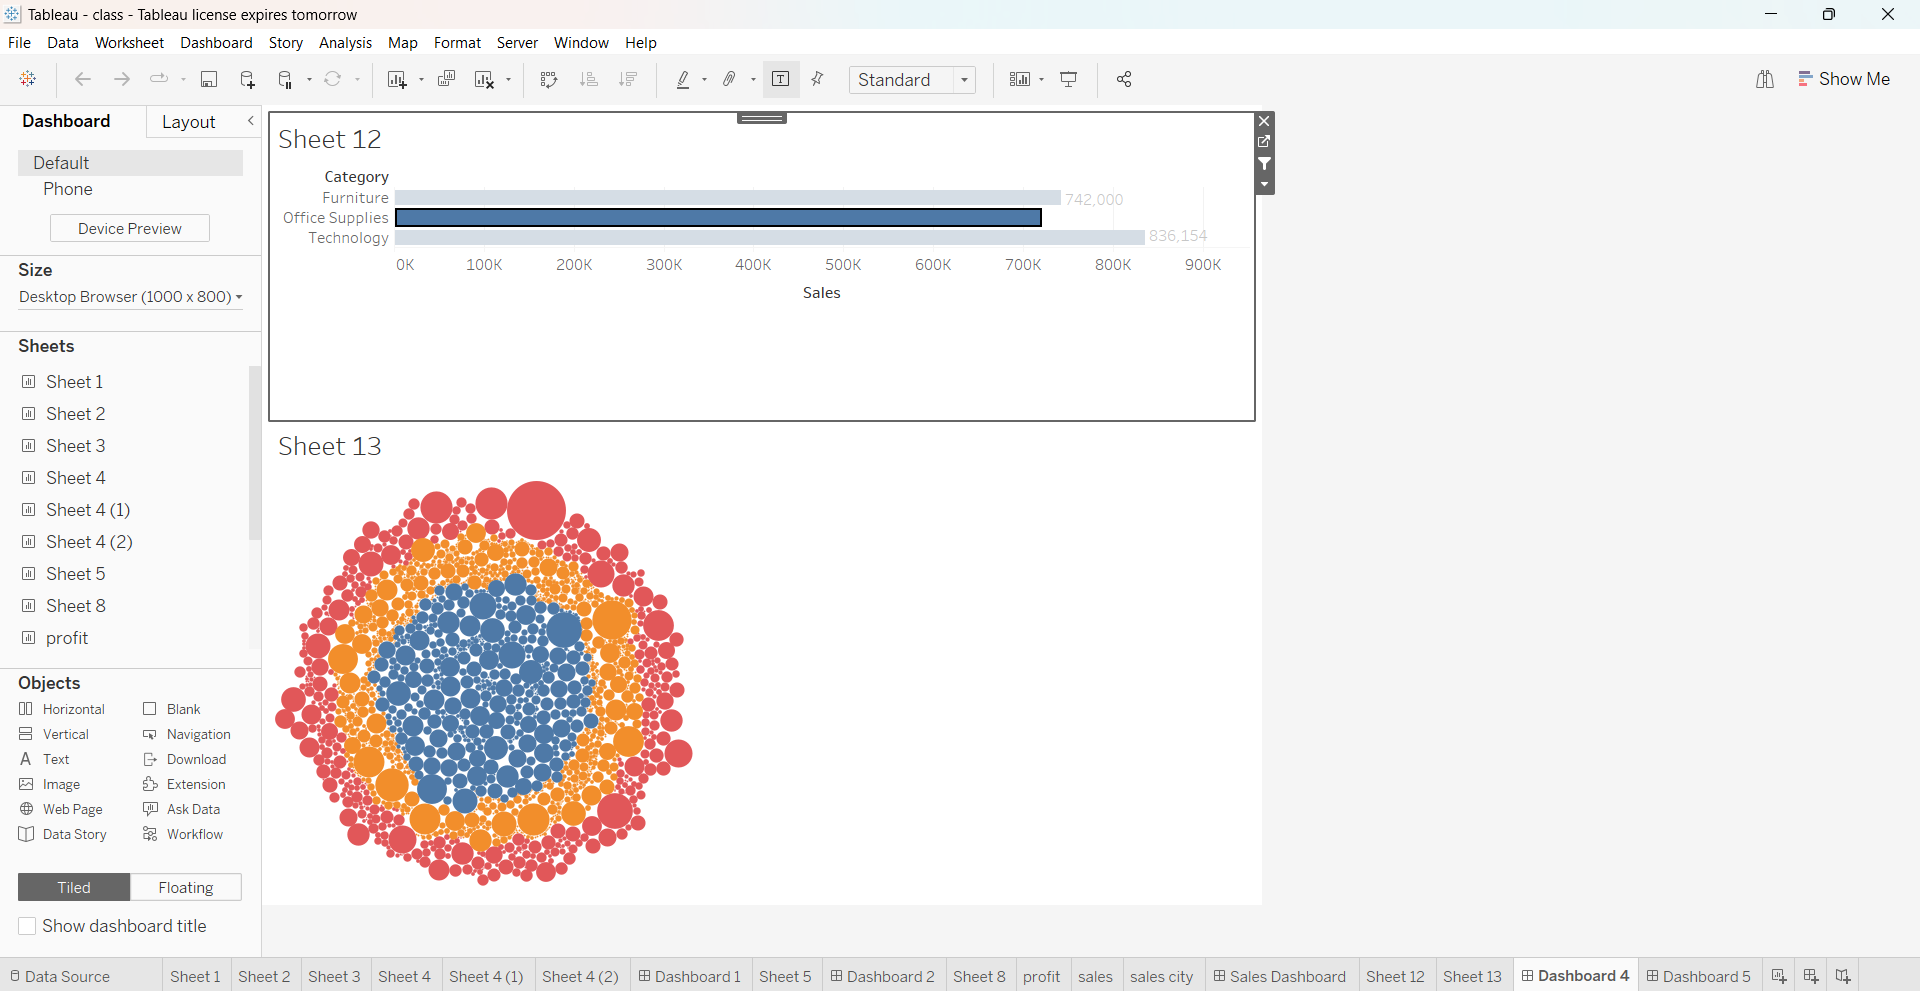 Tableau - class - Tableau license expires tomorrow
File Data Worksheet Dashboard Story Analysis Map Format Server Window Help
Standard
Show Me
Dashboard Layout
Default
Phone
Device Preview
Size
Desktop Browser (1000 x 800)
Sheets
Sheet 1
Sheet 2
Sheet 3
Sheet 4
Sheet 4 (1)
Sheet 4 (2)
Sheet 5
Sheet 8
profit
Objects
Horizontal Blank
Vertical Navigation
Text Download
Image Extension
Web Page Ask Data
Data Story Workflow
Tiled Floating
Show dashboard title
Sheet 12
Category
Furniture 742,000
Office Supplies
Technology 836,154
0K 100K 200K 300K 400K 500K 600K 700K 800K 900K
Sales
Sheet 13
Data Source Sheet 1 Sheet 2 Sheet 3 Sheet 4 Sheet 4 (1) Sheet 4 (2) Dashboard 1 Sheet 5 Dashboard 2 Sheet 8 profit sales sales city Sales Dashboard Sheet 12 Sheet 13 Dashboard 4 Dashboard 5